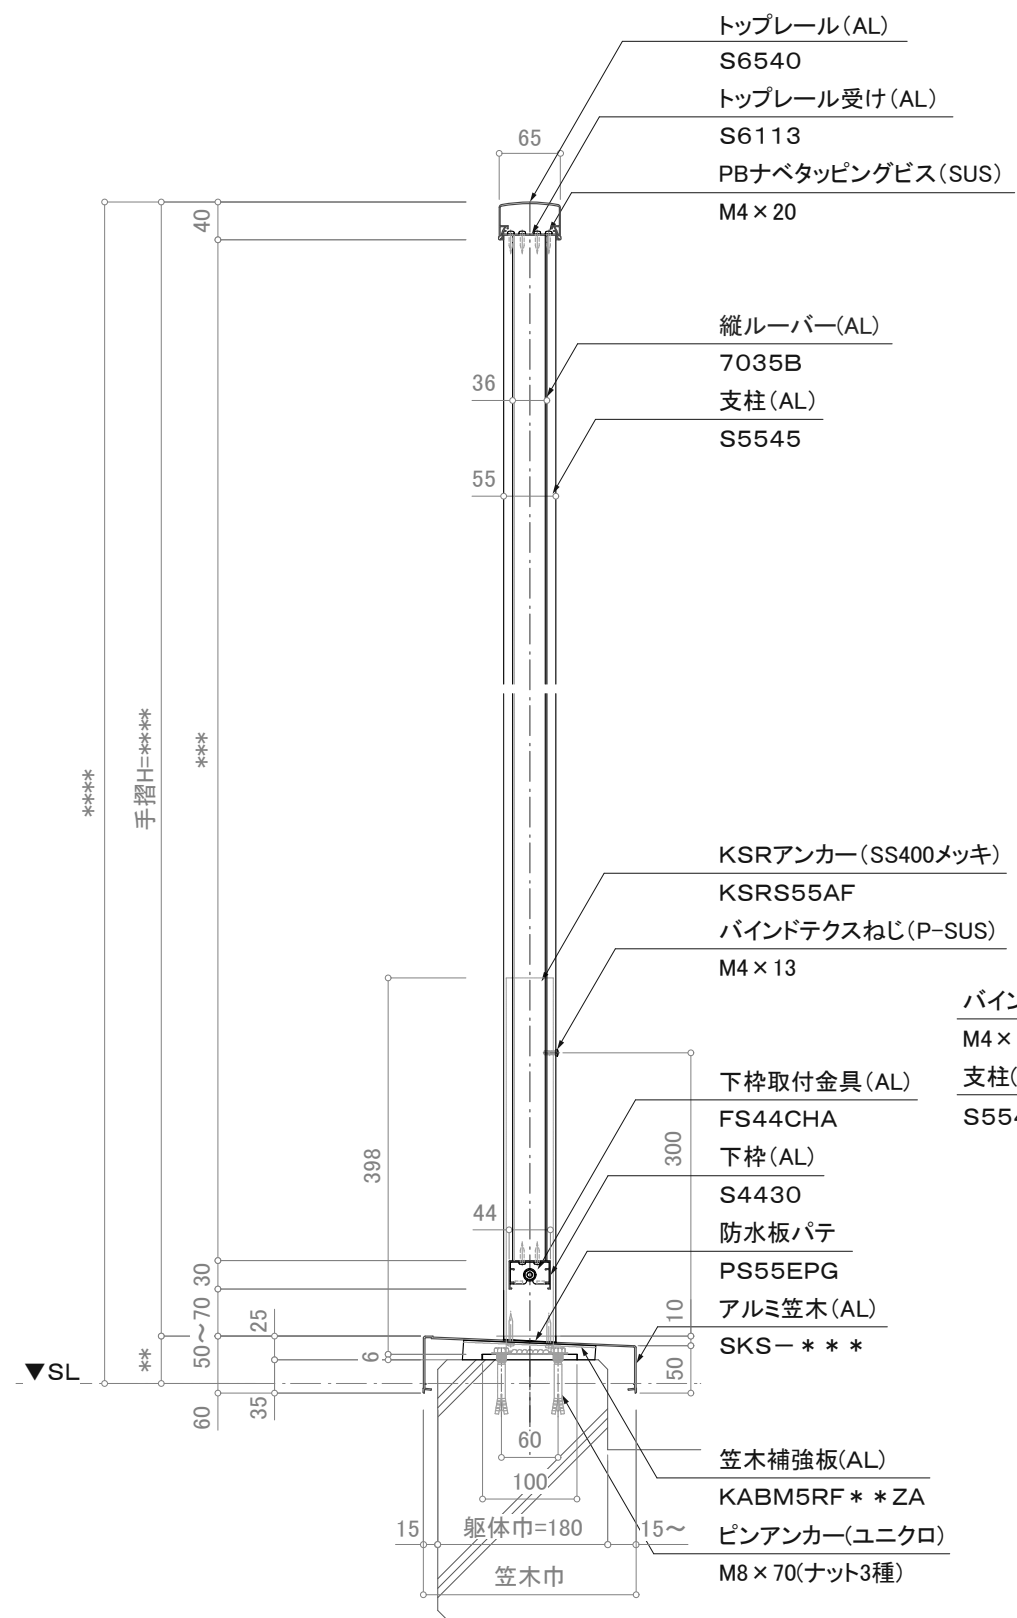 トップレール(AL)
S6540
トップレール受け(AL)
S6113
65
PBナベタッピングビス(SUS)
M4×20
40
縦ルーバー(AL)
7035B
36
支柱(AL)
S5545
55
****
手摺H=****
***
KSRアンカー(SS400メッキ)
KSRS55AF
バインドテクスねじ(P-SUS)
M4×13
バイン
M4×
支柱(
S554
下枠取付金具(AL)
FS44CHA
398
300
下枠(AL)
S4430
44
防水板パテ
PS55EPG
30
50~70
25
10
アルミ笠木(AL)
SKS-***
**
6
50
▼SL
60
35
60
笠木補強板(AL)
KABM5RF**ZA
100
15
躯体巾=180
15~
ピンアンカー(ユニクロ)
M8×70(ナット3種)
笠木巾